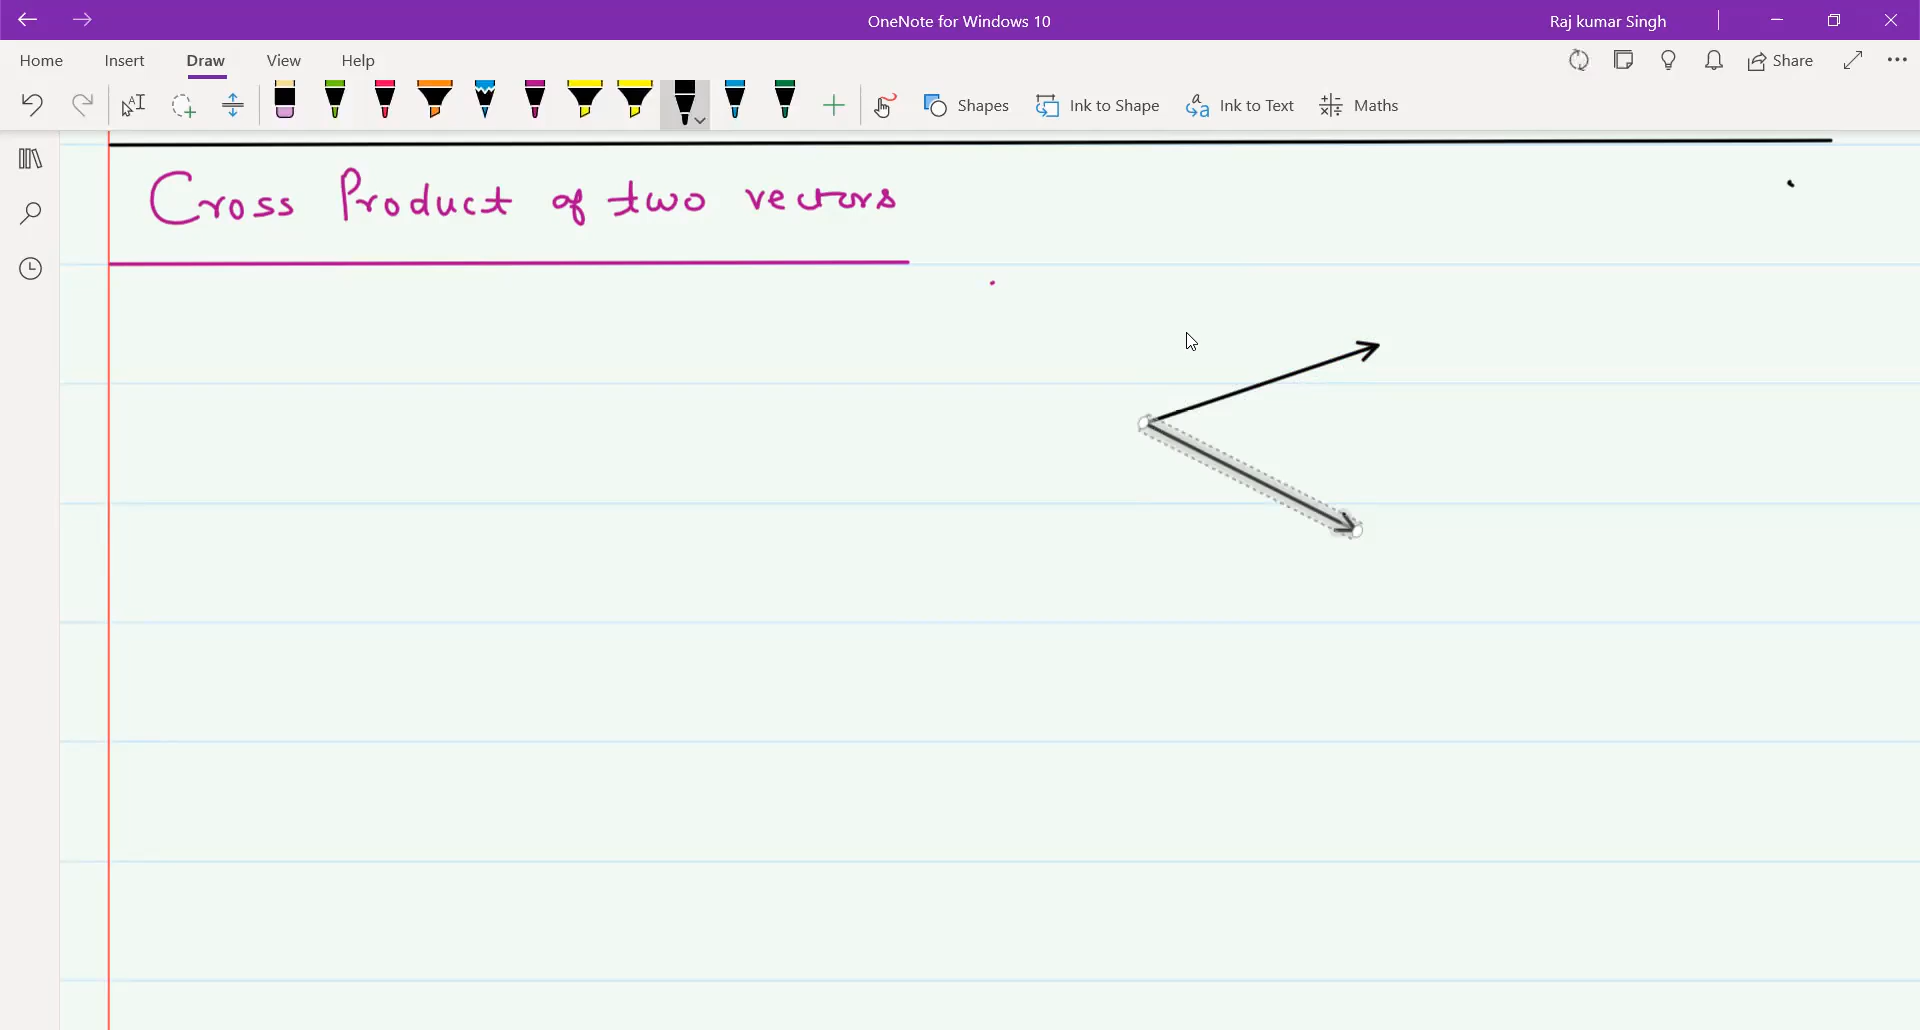 OneNote for Windows 10
Raj kumar Singh
Home Insert Draw View Help
Share
Shapes Ink to Shape Ink to Text Maths
Cross Product of two vectors